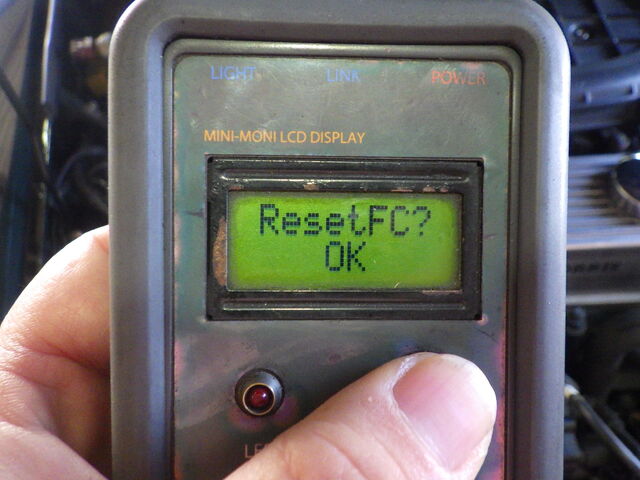 LIGHT LINK POWER
MINI-MONI LCD DISPLAY
ResetFC?
OK